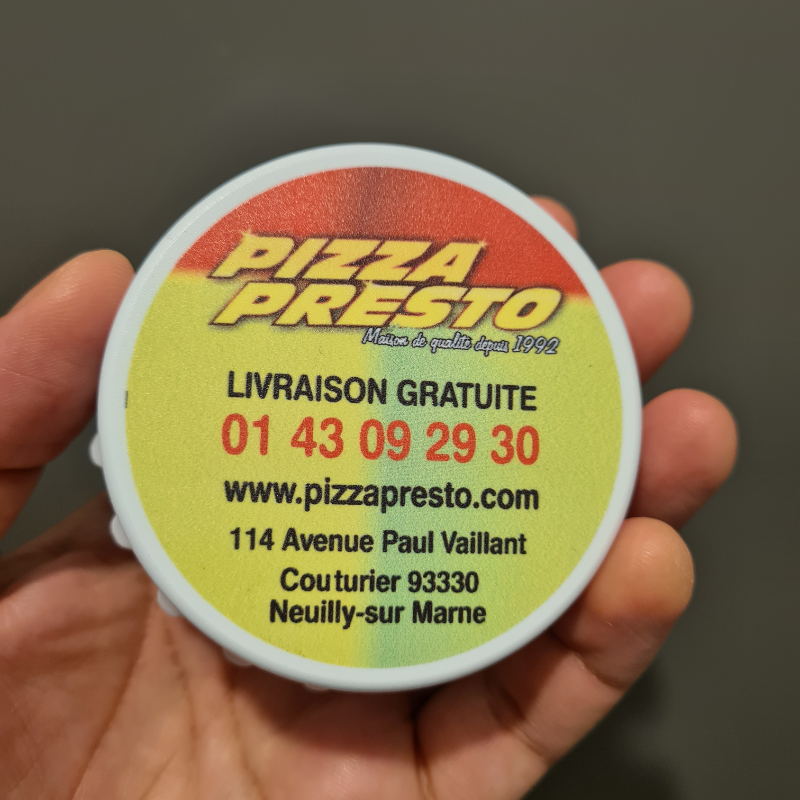 PIZZA
PRESTO
Maison de qualité depuis 1992
LIVRAISON GRATUITE
01 43 09 29 30
www.pizzapresto.com
114 Avenue Paul Vaillant
Couturier 93330
Neuilly-sur Marne